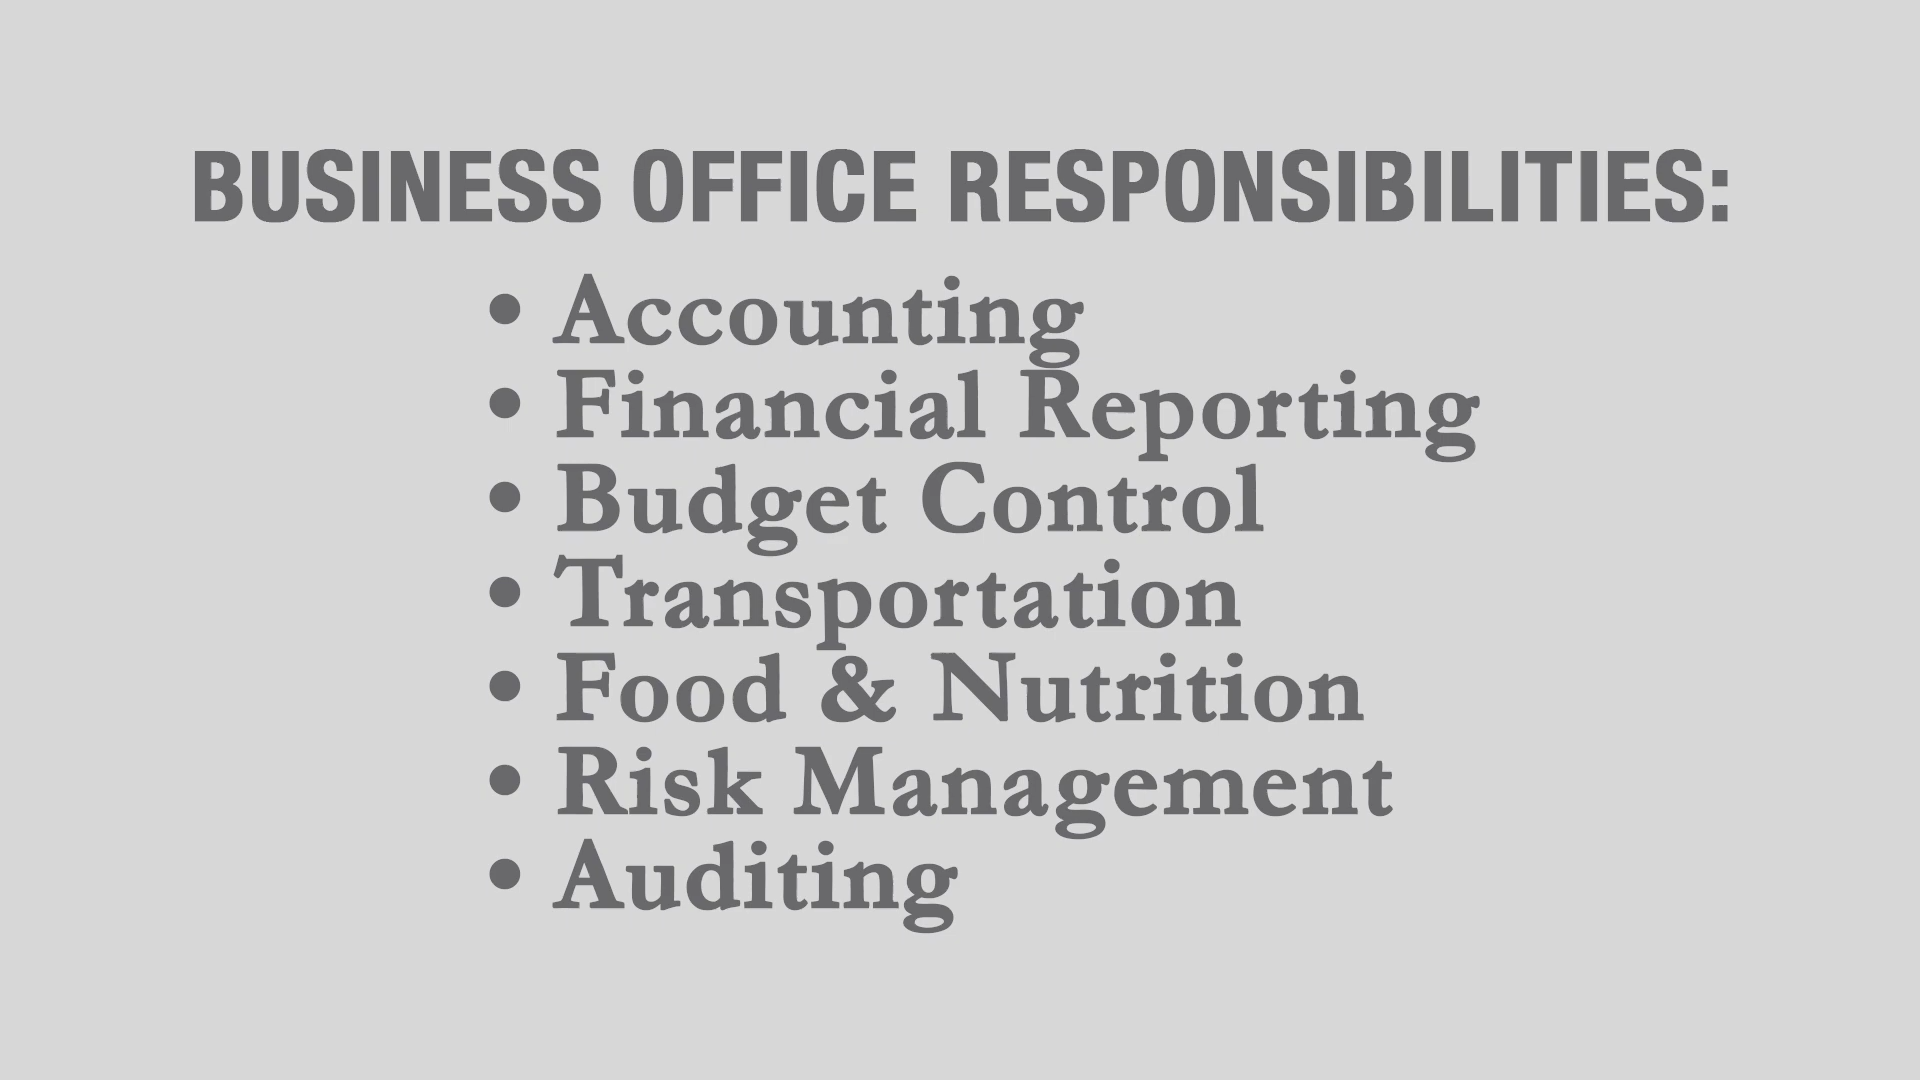 BUSINESS OFFICE RESPONSIBILITIES:
• Accounting
• Financial Reporting
• Budget Control
• Transportation
• Food & Nutrition
• Risk Management
• Auditing